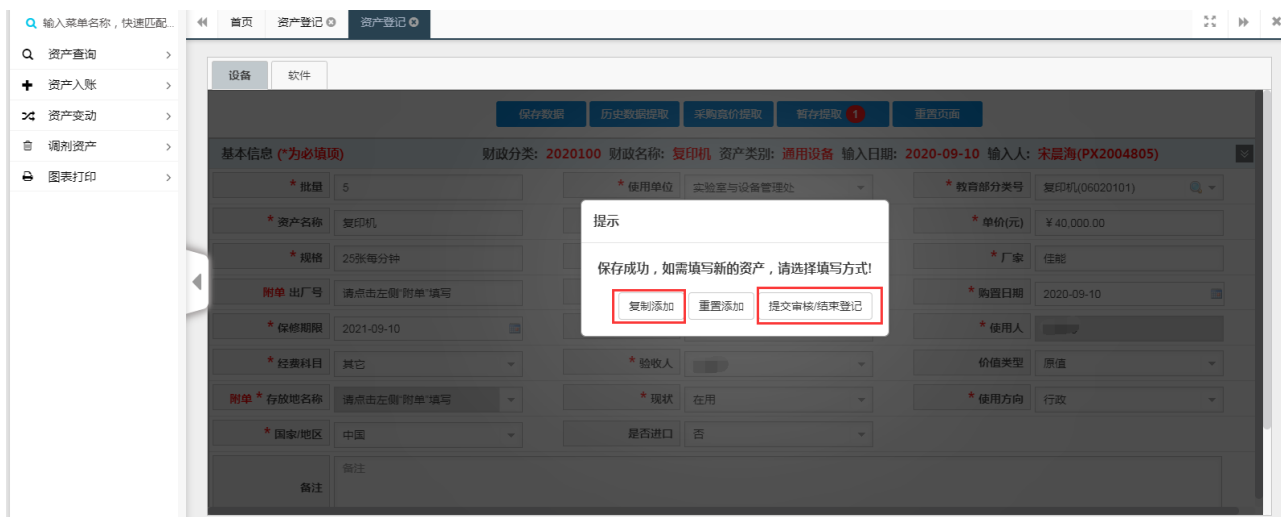 输入菜单名称，快速匹配... 首页 资产登记 资产登记
资产查询
资产入账
资产变动
调剂资产
图表打印
设备 软件
保存数据 历史数据提取 采购竞价提取 暂存提取 1 重置页面
基本信息 (*为必填项) 财政分类: 2020100 财政名称: 复印机 资产类别: 通用设备 输入日期: 2020-09-10 输入人: 宋晨海(PX2004805)
* 批量 5 * 使用单位 实验室与设备管理处 * 教育部分类号 复印机(06020101)
* 资产名称 复印机 * 单价(元) ￥40,000.00
* 规格 25张每分钟 * 厂家 佳能
附单 出厂号 请点击左侧"附单"填写 * 购置日期 2020-09-10
* 保修期限 2021-09-10 * 使用人
* 经费科目 其它 * 验收人 价值类型 原值
附单 * 存放地名称 请点击左侧"附单"填写 * 现状 在用 * 使用方向 行政
* 国家/地区 中国 是否进口 否
备注 备注
提示
保存成功，如需填写新的资产，请选择填写方式!
复制添加 重置添加 提交审核/结束登记